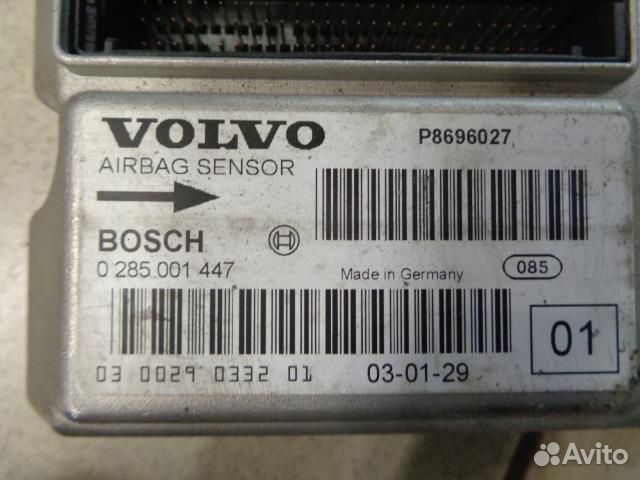 VOLVO
P8696027
AIRBAG SENSOR
BOSCH
0 285 001 447
Made in Germany
085
01
03 0029 0332 01
03-01-29
Avito